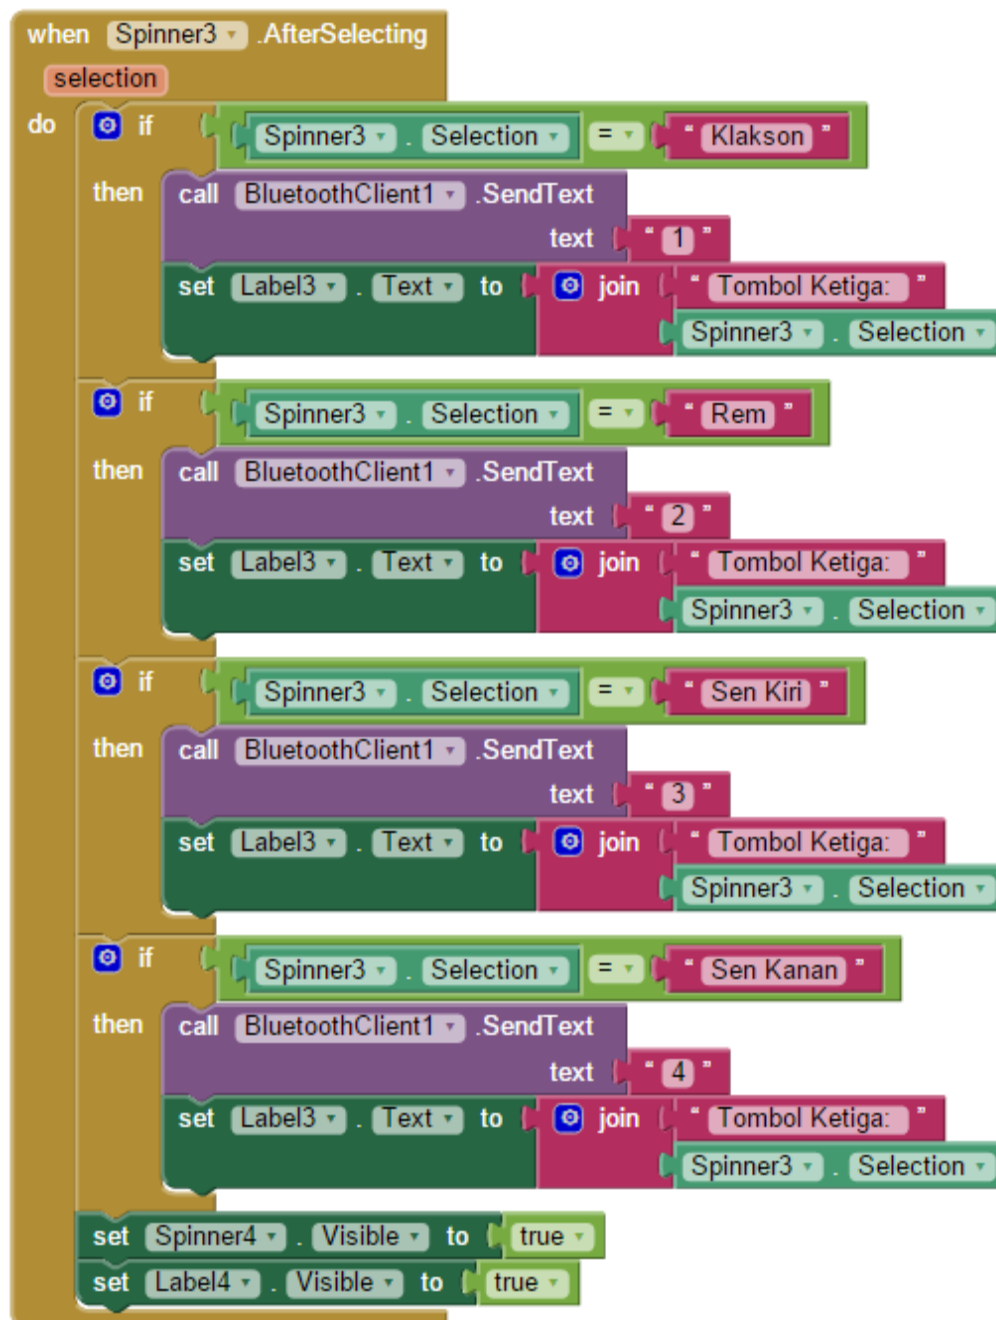 when Spinner3 .AfterSelecting
selection
do if Spinner3 . Selection = " Klakson "
then call BluetoothClient1 .SendText
text " 1 "
set Label3 . Text to join " Tombol Ketiga: "
Spinner3 . Selection
if Spinner3 . Selection = " Rem "
then call BluetoothClient1 .SendText
text " 2 "
set Label3 . Text to join " Tombol Ketiga: "
Spinner3 . Selection
if Spinner3 . Selection = " Sen Kiri "
then call BluetoothClient1 .SendText
text " 3 "
set Label3 . Text to join " Tombol Ketiga: "
Spinner3 . Selection
if Spinner3 . Selection = " Sen Kanan "
then call BluetoothClient1 .SendText
text " 4 "
set Label3 . Text to join " Tombol Ketiga: "
Spinner3 . Selection
set Spinner4 . Visible to true
set Label4 . Visible to true